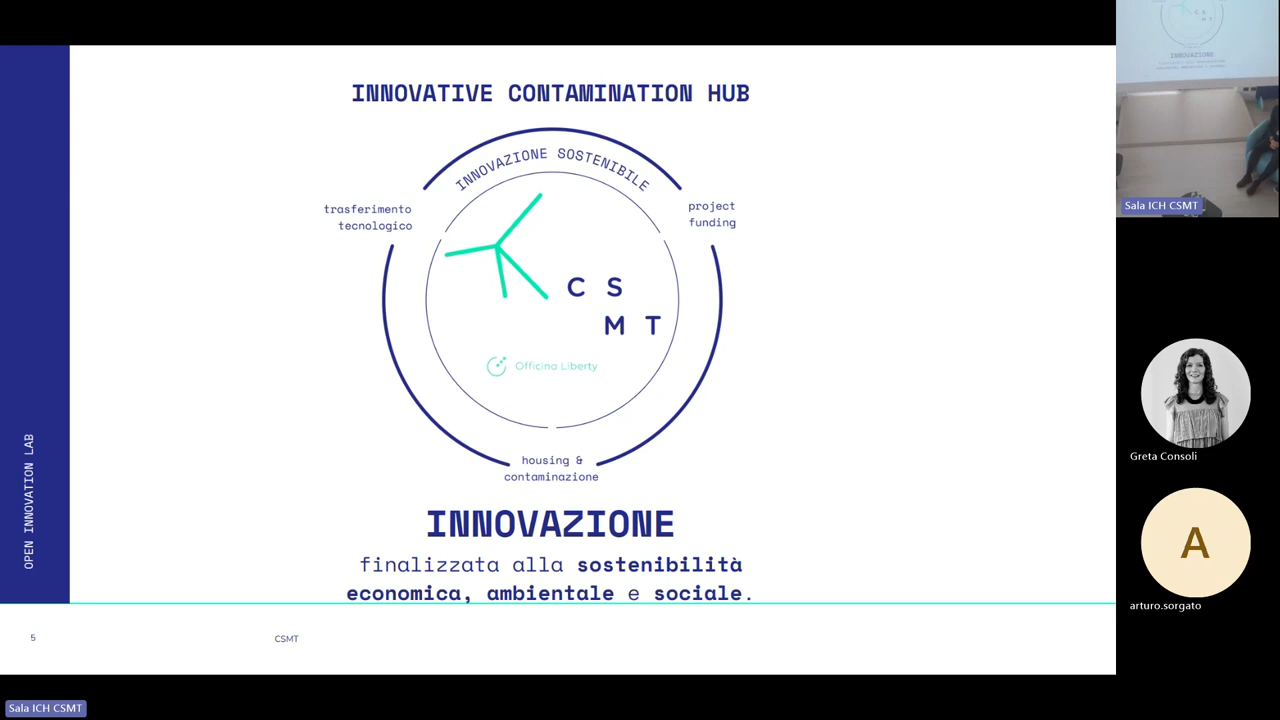 INNOVATIVE CONTAMINATION HUB
INNOVAZIONE SOSTENIBILE
trasferimento
tecnologico
project
funding
C S
M T
Officina Liberty
housing &
contaminazione
INNOVAZIONE
finalizzata alla sostenibilità
economica, ambientale e sociale.
OPEN INNOVATION LAB
5
CSMT
Sala ICH CSMT
INNOVAZIONE
Sala ICH CSMT
Greta Consoli
A
arturo.sorgato